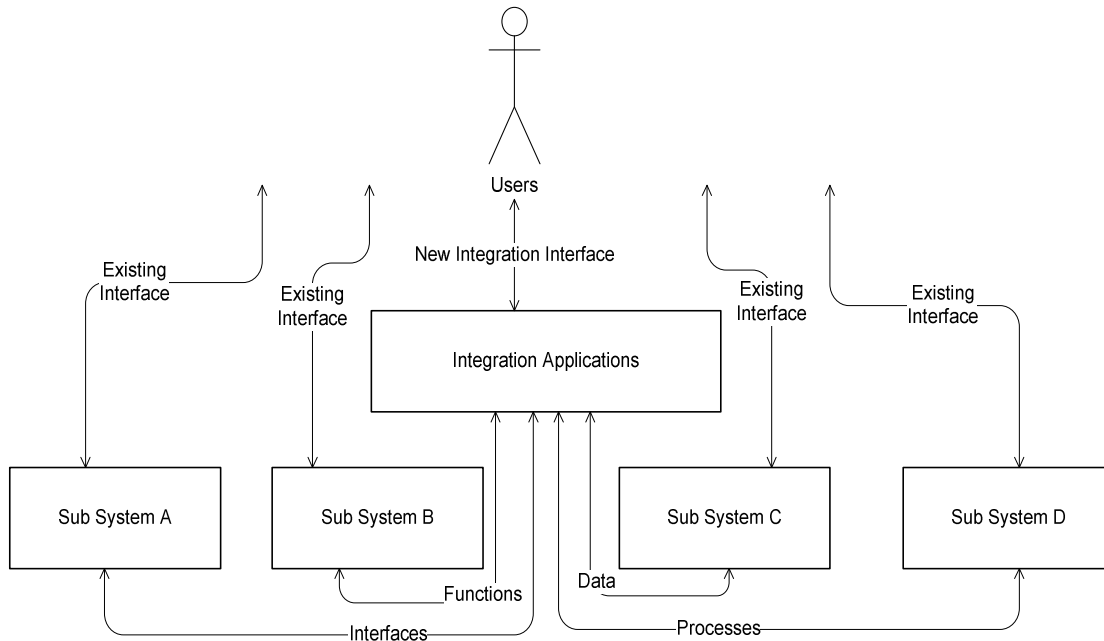 Users
New Integration Interface
Existing
Interface
Existing
Interface
Existing
Interface
Existing
Interface
Integration Applications
Sub System A
Sub System B
Sub System C
Sub System D
Functions
Data
Interfaces
Processes